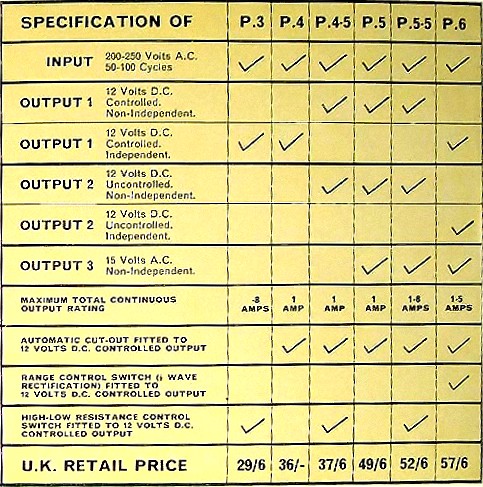 SPECIFICATION OF P.3 P.4 P.4·5 P.5 P.5·5 P.6
INPUT 200-250 Volts A.C.
50-100 Cycles
OUTPUT 1 12 Volts D.C.
Controlled.
Non-Independent.
OUTPUT 1 12 Volts D.C.
Controlled.
Independent.
OUTPUT 2 12 Volts D.C.
Uncontrolled.
Non-Independent.
OUTPUT 2 12 Volts D.C.
Uncontrolled.
Independent.
OUTPUT 3 15 Volts A.C.
Non-Independent.
MAXIMUM TOTAL CONTINUOUS
OUTPUT RATING
·8 AMPS 1 AMP 1 AMP 1 AMP 1·6 AMPS 1·5 AMPS
AUTOMATIC CUT-OUT FITTED TO
12 VOLTS D.C. CONTROLLED OUTPUT
RANGE CONTROL SWITCH (½ WAVE
RECTIFICATION) FITTED TO
12 VOLTS D.C. CONTROLLED OUTPUT
HIGH-LOW RESISTANCE CONTROL
SWITCH FITTED TO 12 VOLTS D.C.
CONTROLLED OUTPUT
U.K. RETAIL PRICE 29/6 36/- 37/6 49/6 52/6 57/6